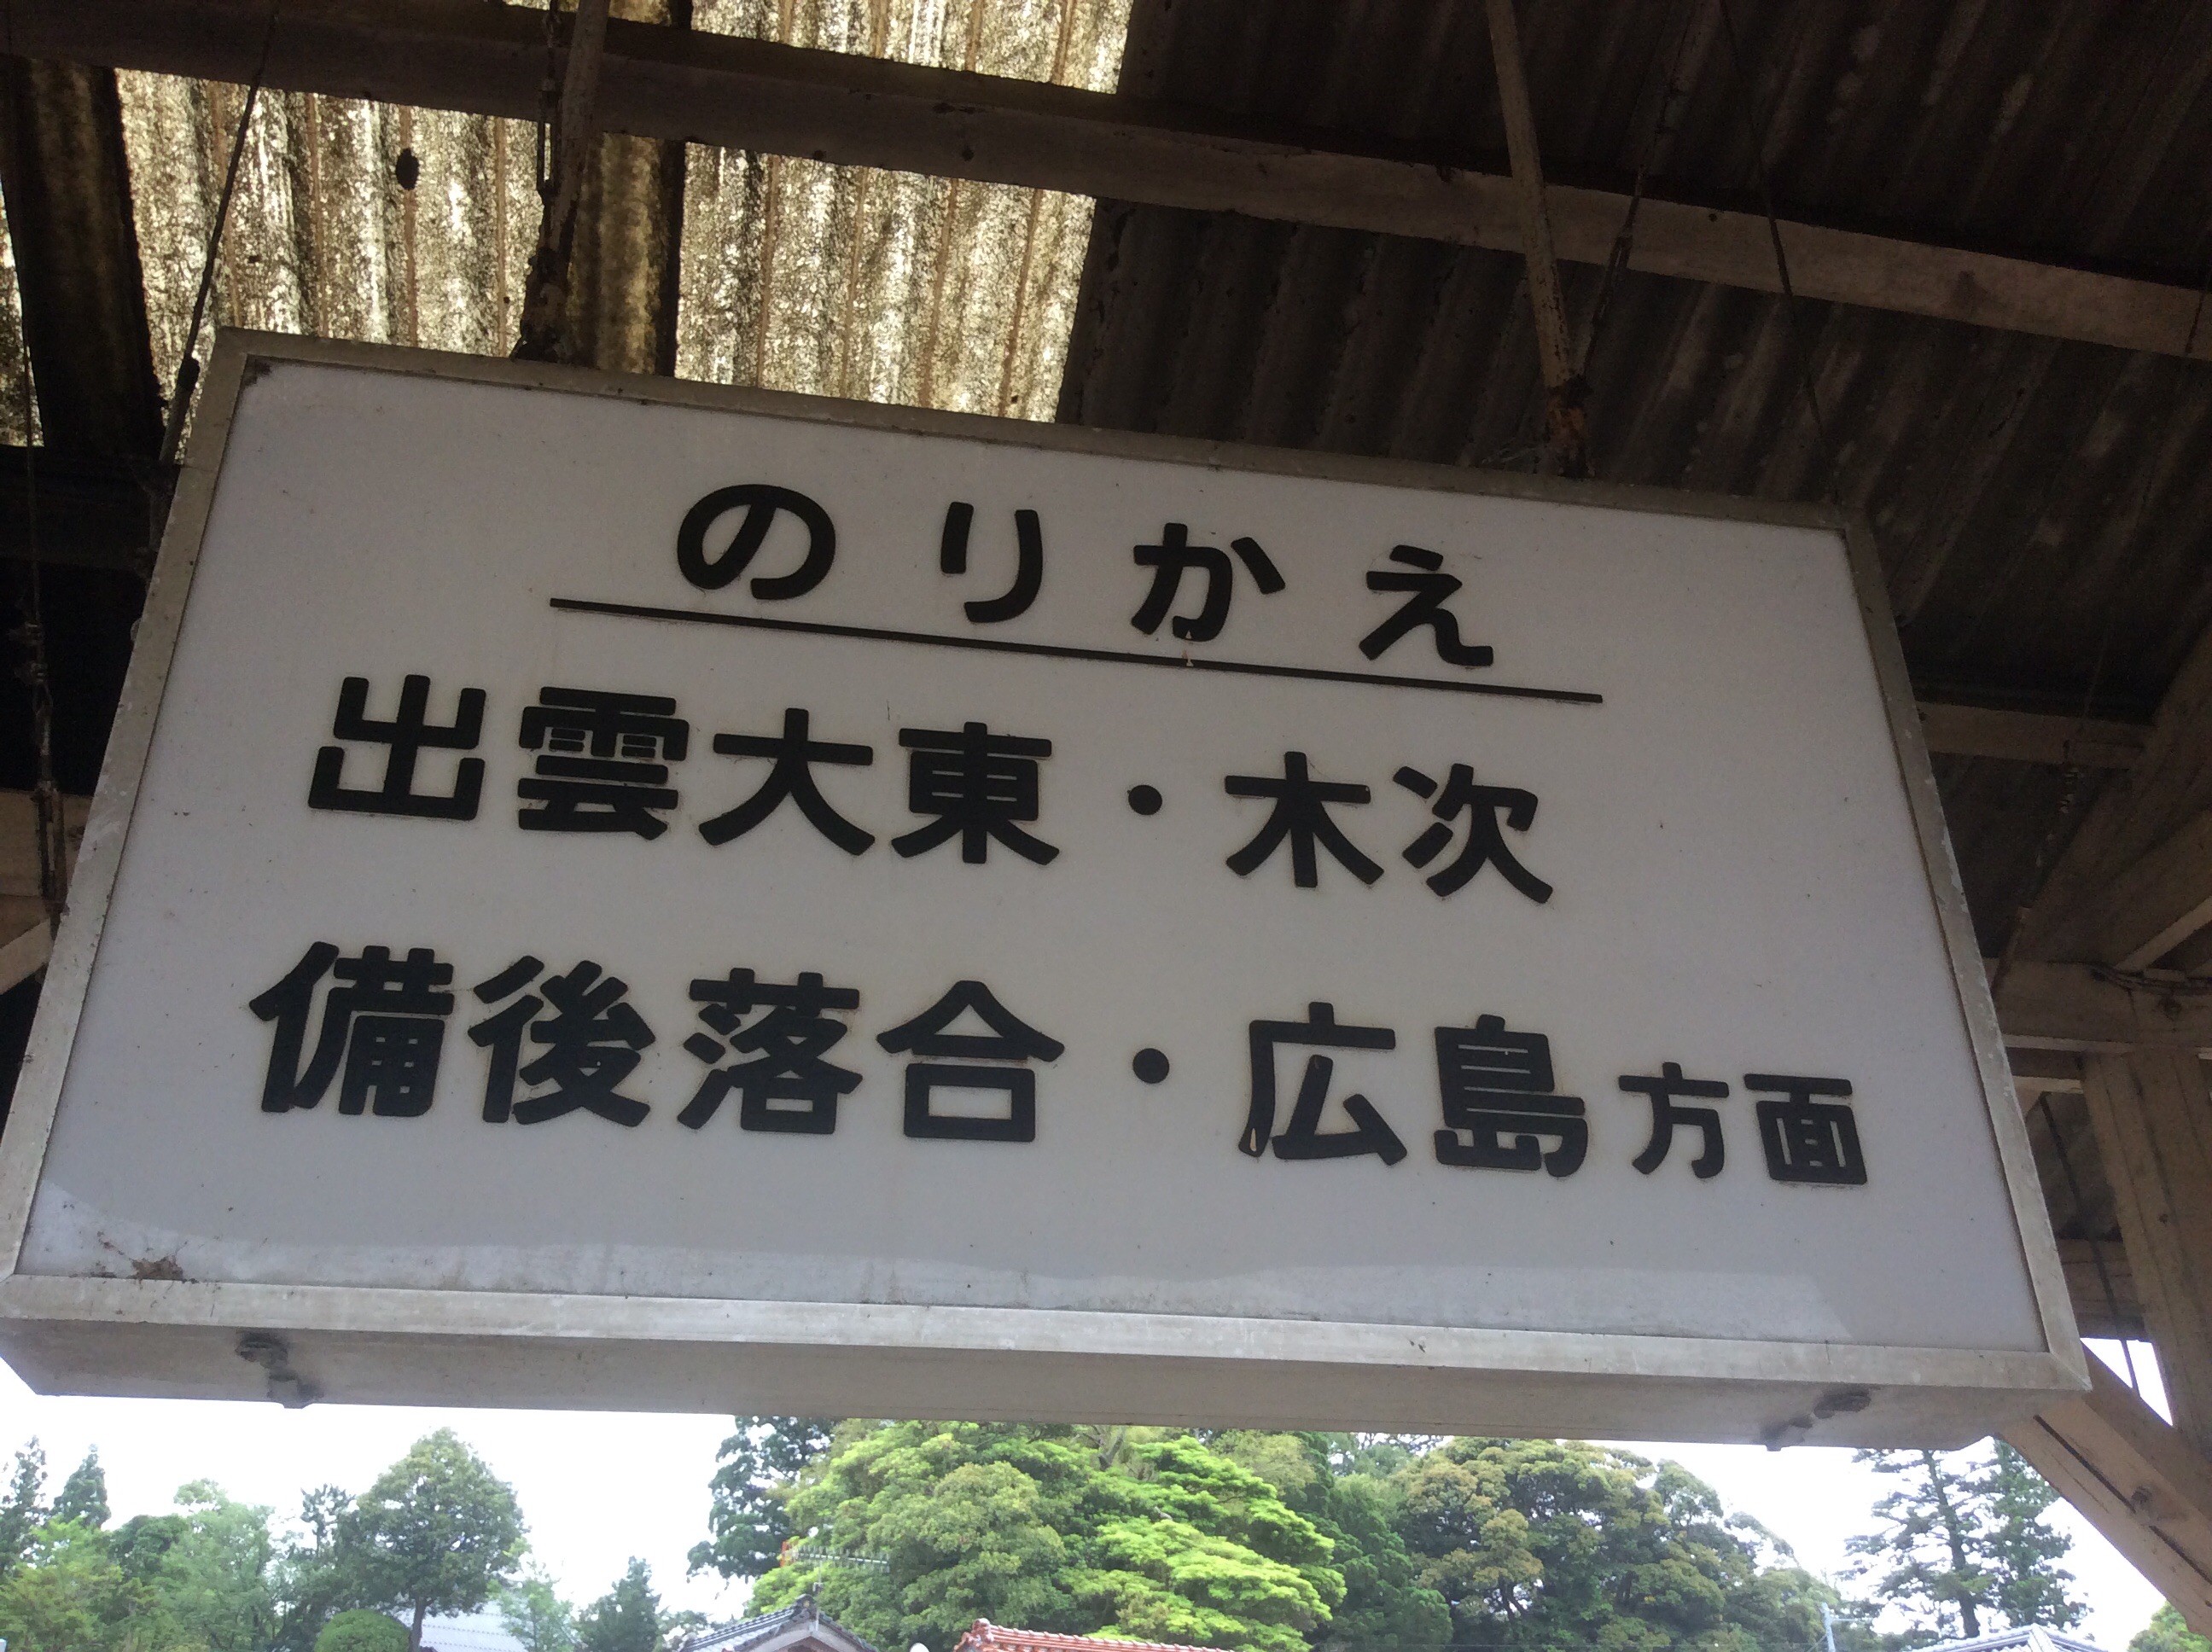 のりかえ
出雲大東・木次
備後落合・広島方面